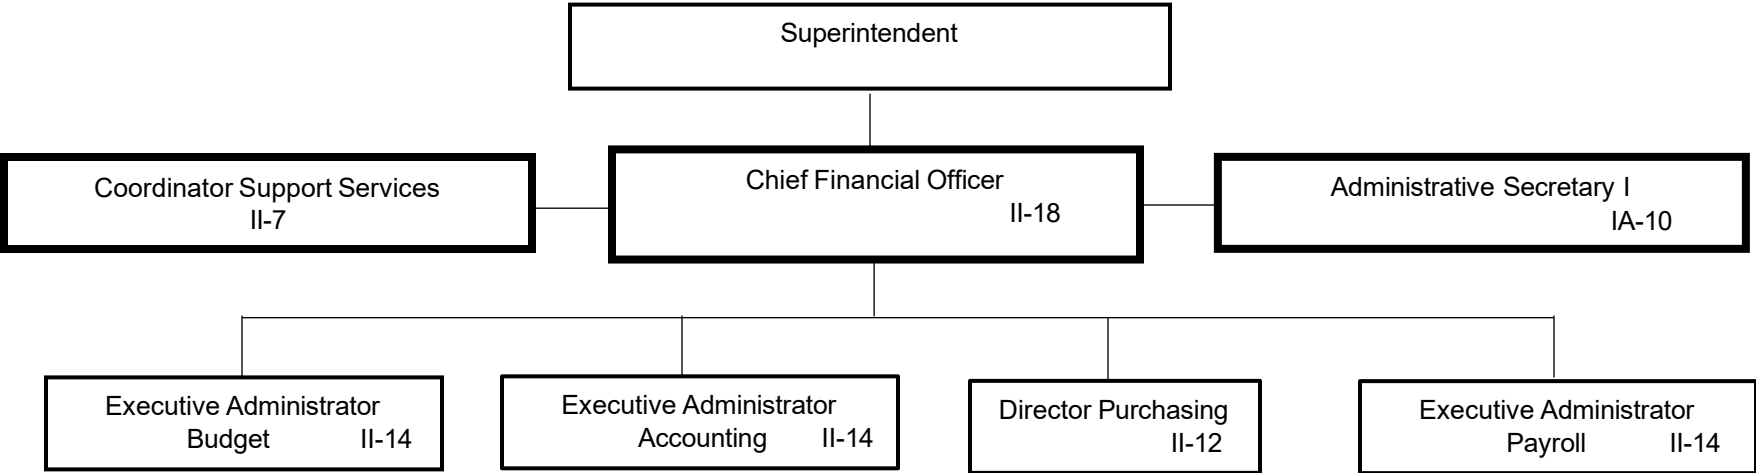 Superintendent
Coordinator Support Services
II-7
Chief Financial Officer
II-18
Administrative Secretary I
IA-10
Executive Administrator
Budget II-14
Executive Administrator
Accounting II-14
Director Purchasing
II-12
Executive Administrator
Payroll II-14